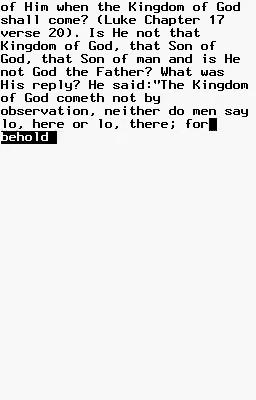 of Him when the Kingdom of God
shall come? (Luke Chapter 17
verse 20). Is He not that
Kingdom of God, that Son of
God, that Son of man and is He
not God the Father? What was
His reply? He said:"The Kingdom
of God cometh not by
observation, neither do men say
lo, here or lo, there; for
behold